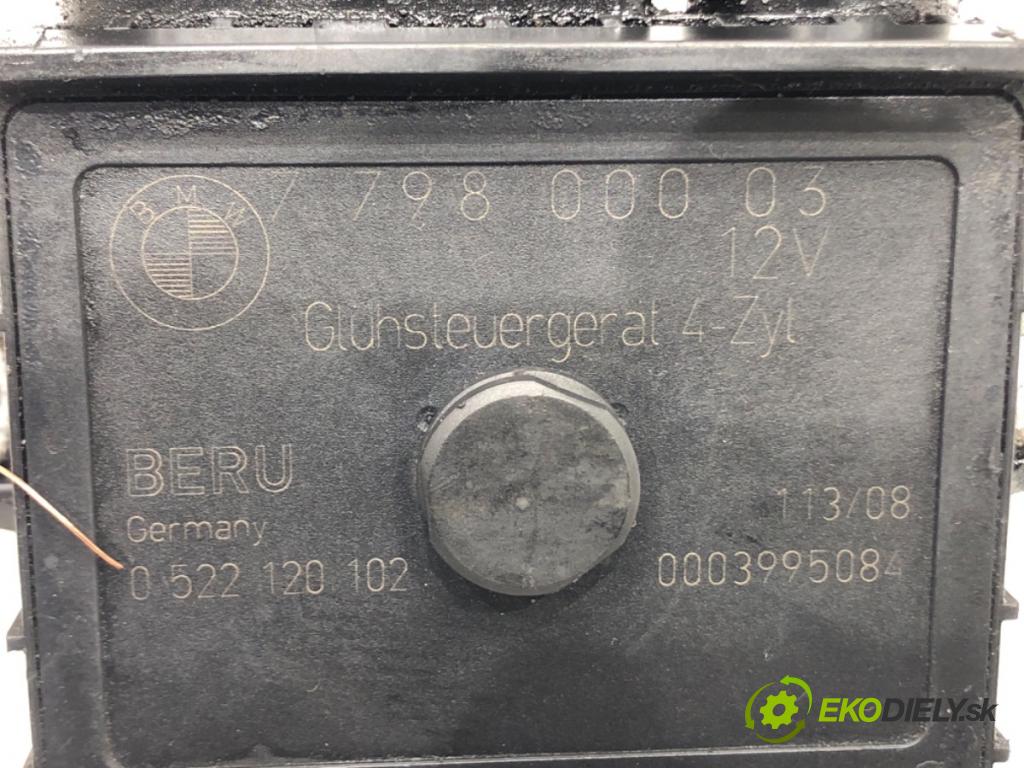 BMW
7 798 000 03
12V
Glühsteuergerät 4-Zyl
BERU
Germany
113/08
0 522 120 102
0003995084
EKODIELY.sk